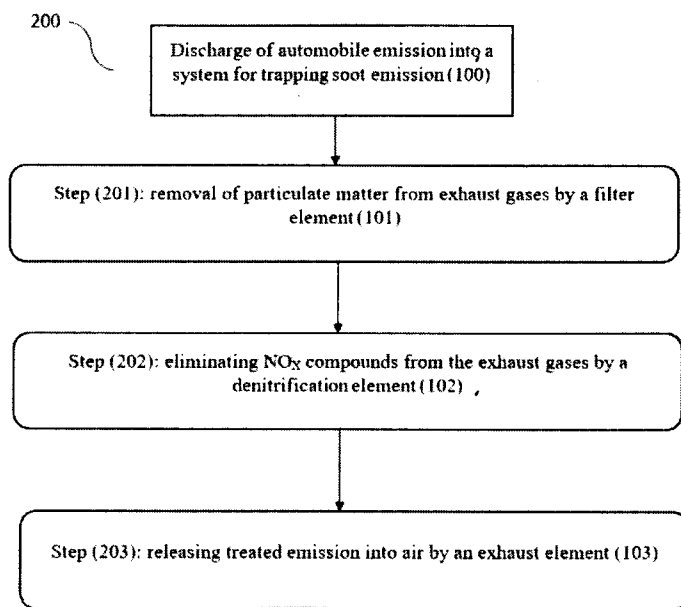 200
Discharge of automobile emission into a
system for trapping soot emission (100)
Step (201): removal of particulate matter from exhaust gases by a filter
element (101)
Step (202): eliminating NOX compounds from the exhaust gases by a
denitrification element (102)
Step (203): releasing treated emission into air by an exhaust element (103)